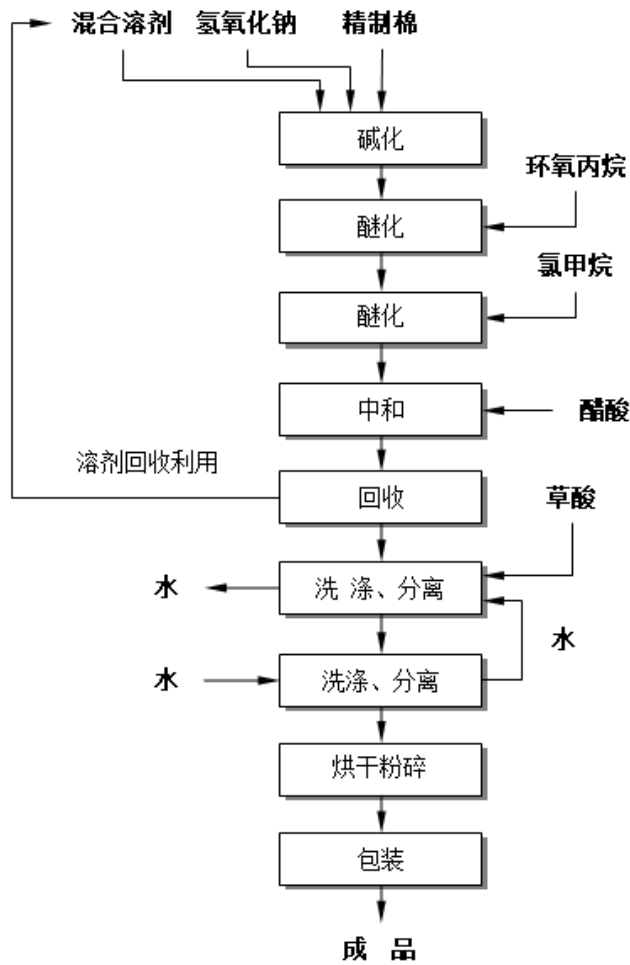 混合溶剂 氢氧化钠 精制棉
碱化
环氧丙烷
醚化
氯甲烷
醚化
中和
醋酸
溶剂回收利用
回收
草酸
水
洗 涤、分离
水
水
洗涤、分离
烘干粉碎
包装
成 品